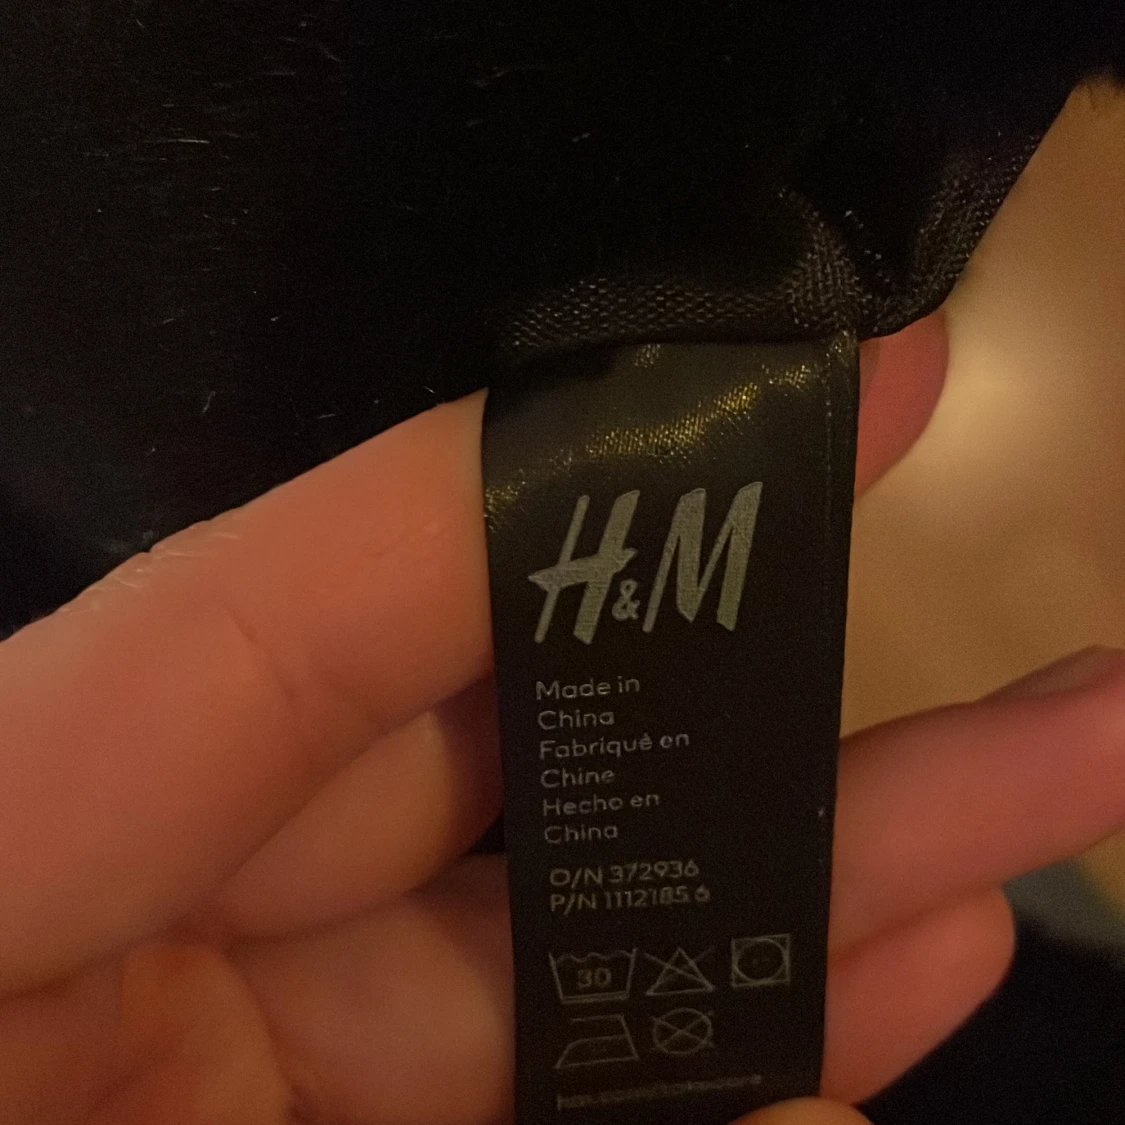 H&M
Made in
China
Fabriqué en
Chine
Hecho en
China
O/N 372936
P/N 1112185.6
30